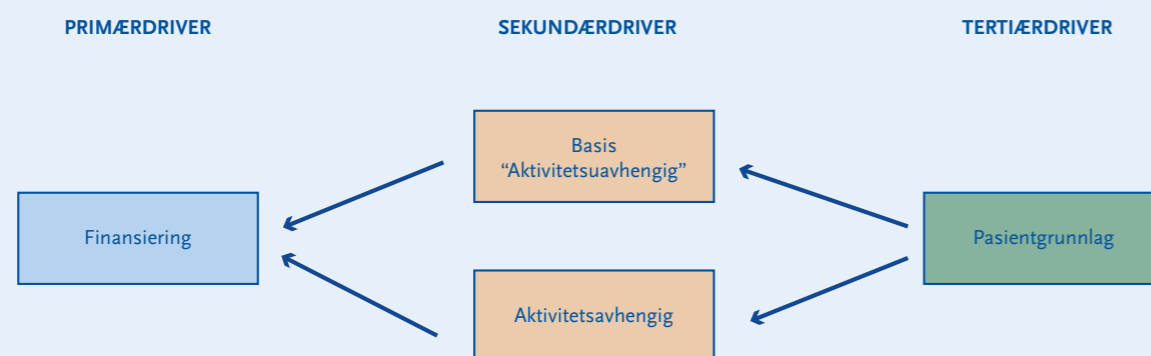 PRIMÆRDRIVER
SEKUNDÆRDRIVER
TERTIÆRDRIVER
Basis
“Aktivitetsuavhengig”
Finansiering
Pasientgrunnlag
Aktivitetsavhengig